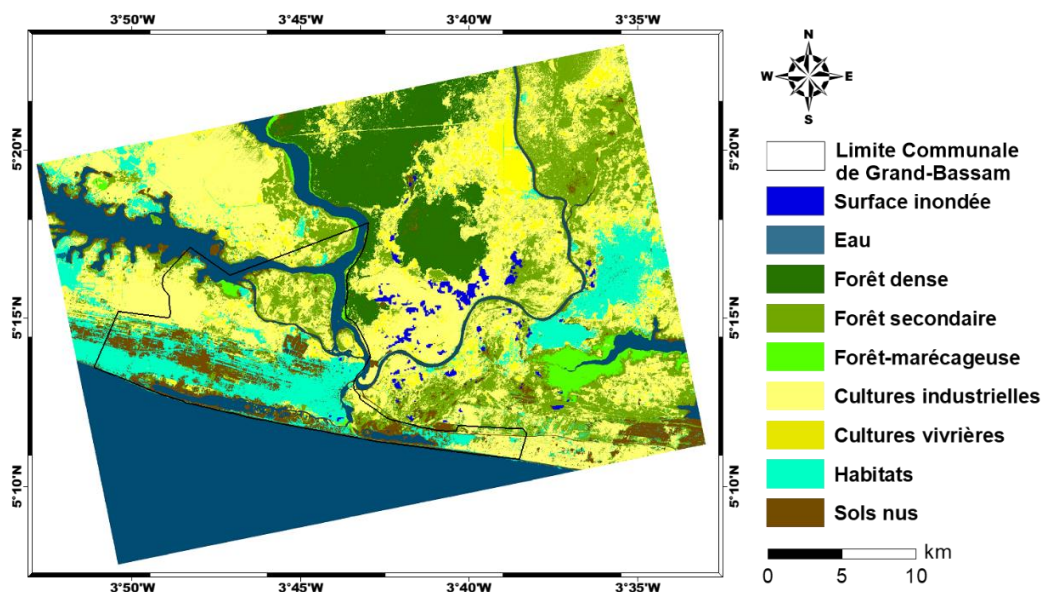 3°50'W 3°45'W 3°40'W 3°35'W
N
W E
S
5°20'N 5°20'N
5°15'N 5°15'N
5°10'N 5°10'N
3°50'W 3°45'W 3°40'W 3°35'W
Limite Communale
de Grand-Bassam
Surface inondée
Eau
Forêt dense
Forêt secondaire
Forêt-marécageuse
Cultures industrielles
Cultures vivrières
Habitats
Sols nus
km
0 5 10